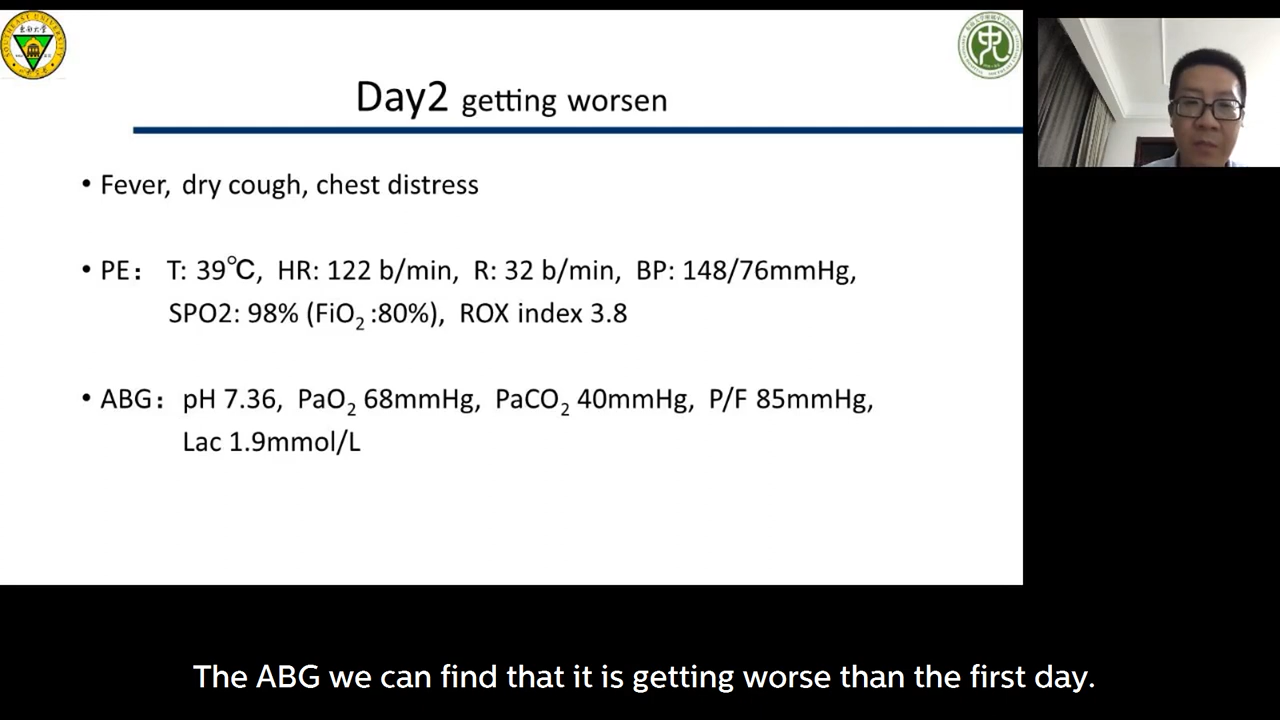 Day2 getting worsen
• Fever, dry cough, chest distress
• PE： T: 39℃, HR: 122 b/min, R: 32 b/min, BP: 148/76mmHg,
SPO2: 98% (FiO₂ :80%), ROX index 3.8
• ABG： pH 7.36, PaO₂ 68mmHg, PaCO₂ 40mmHg, P/F 85mmHg,
Lac 1.9mmol/L
The ABG we can find that it is getting worse than the first day.